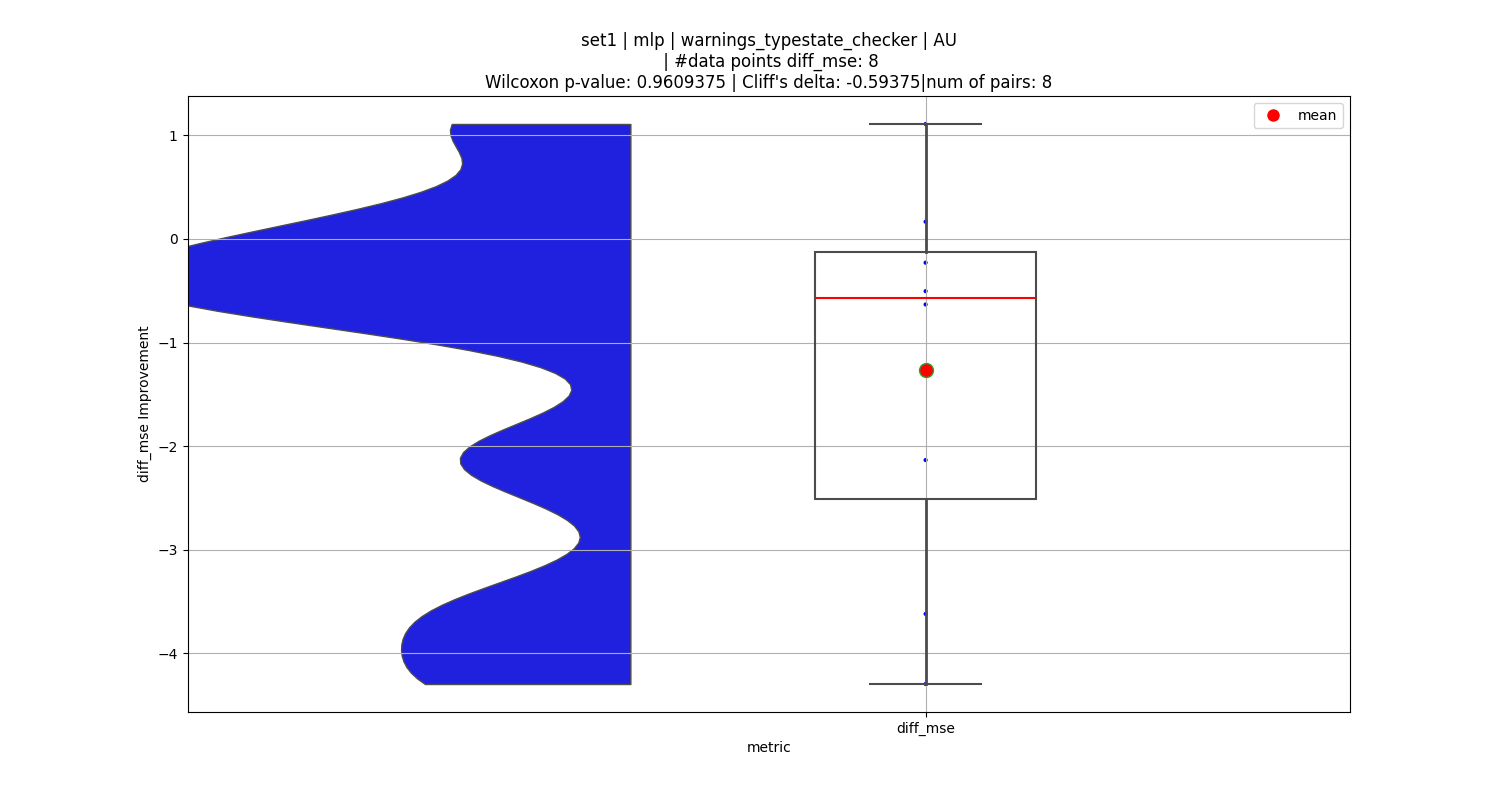 set1 | mlp | warnings_typestate_checker | AU
| #data points diff_mse: 8
Wilcoxon p-value: 0.9609375 | Cliff's delta: -0.59375|num of pairs: 8
mean
1
0
−1
−2
−3
−4
diff_mse Improvement
diff_mse
metric